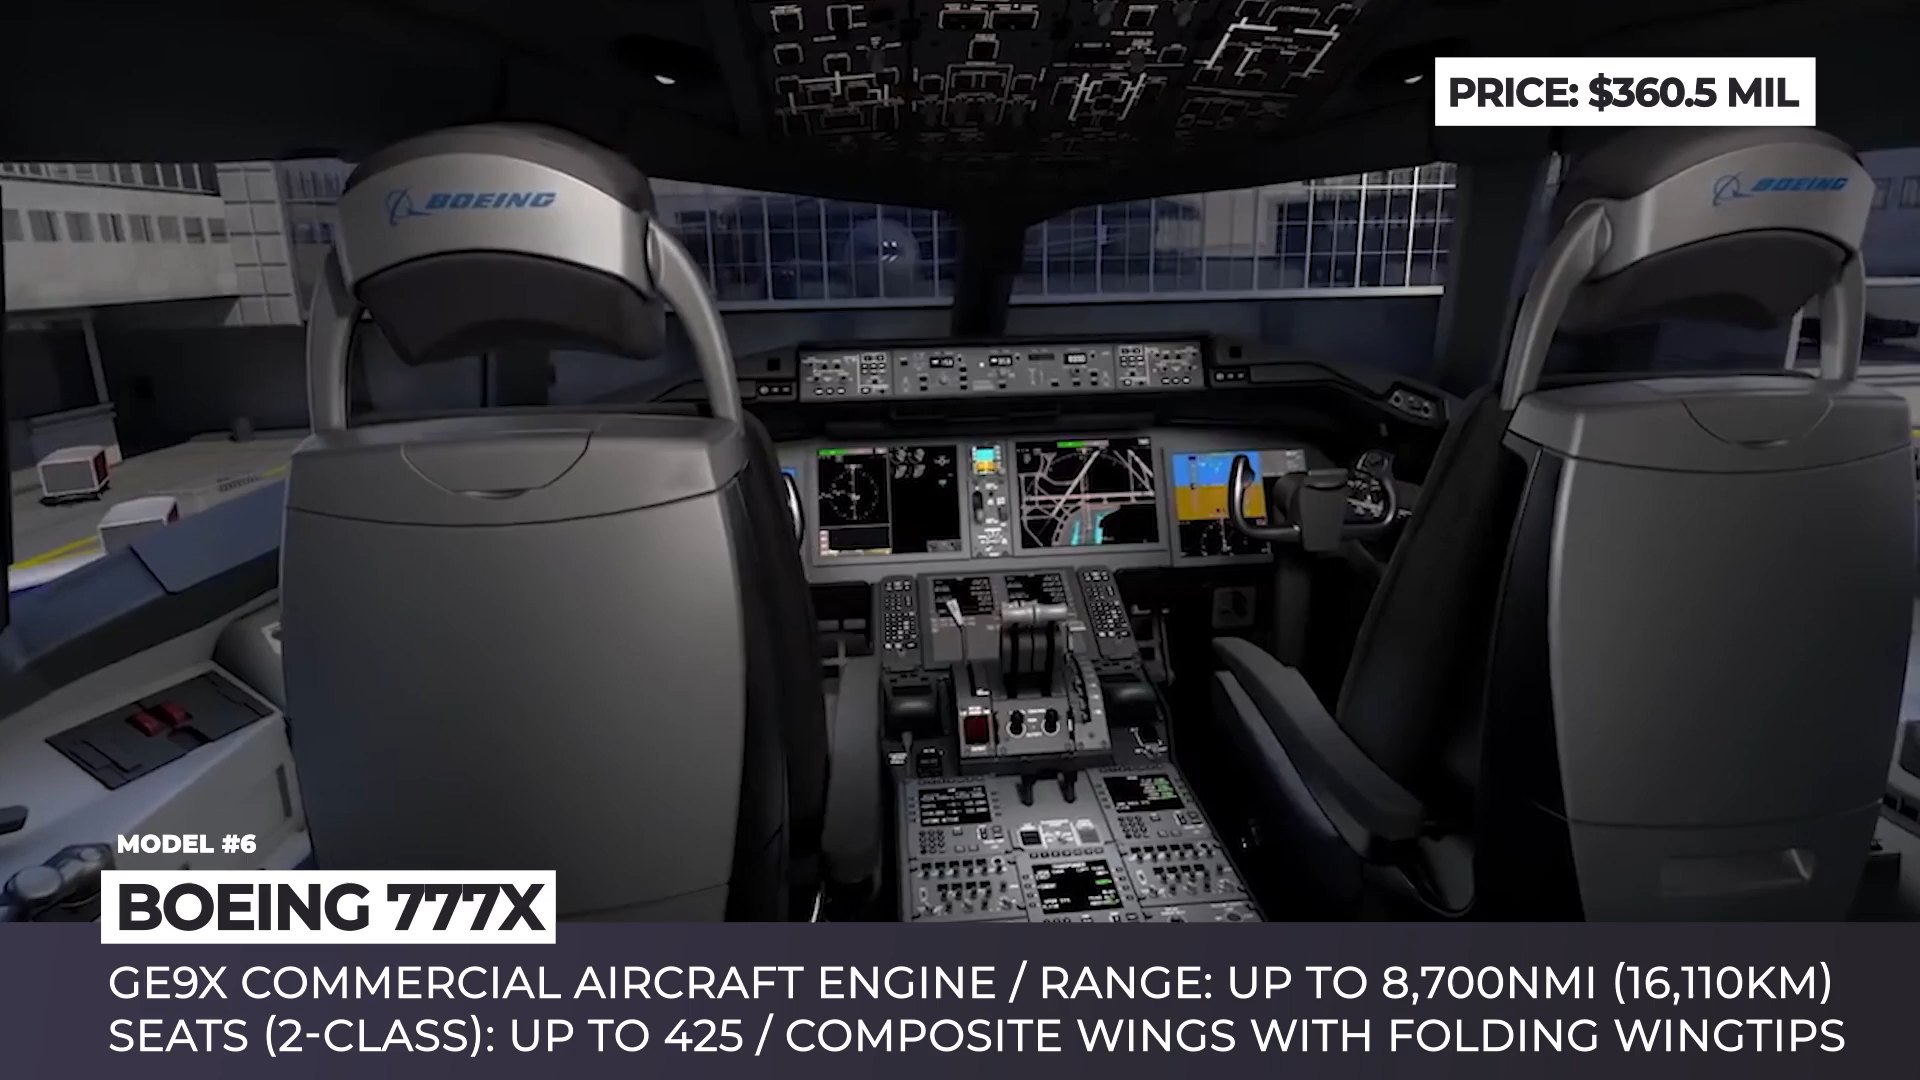 PRICE: $360.5 MIL
BOEING
BOEING
MODEL #6
BOEING 777X
GE9X COMMERCIAL AIRCRAFT ENGINE / RANGE: UP TO 8,700NMI (16,110KM)
SEATS (2-CLASS): UP TO 425 / COMPOSITE WINGS WITH FOLDING WINGTIPS